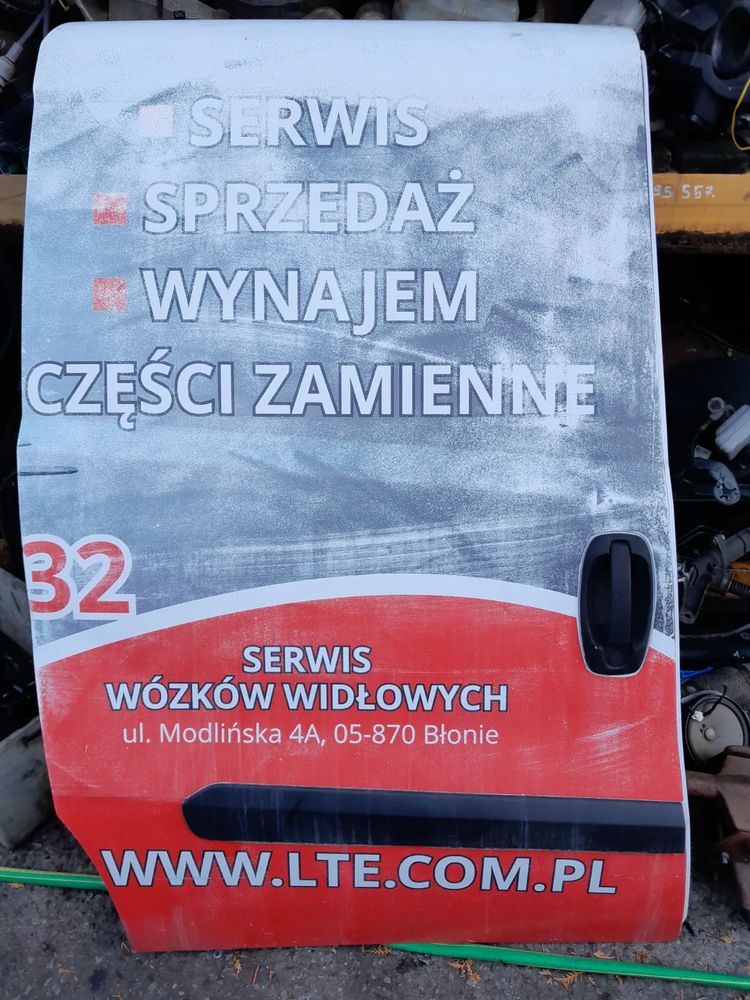 SERWIS
SPRZEDAŻ
WYNAJEM
CZĘŚCI ZAMIENNE
32
SERWIS
WÓZKÓW WIDŁOWYCH
ul. Modlińska 4A, 05-870 Błonie
WWW.LTE.COM.PL